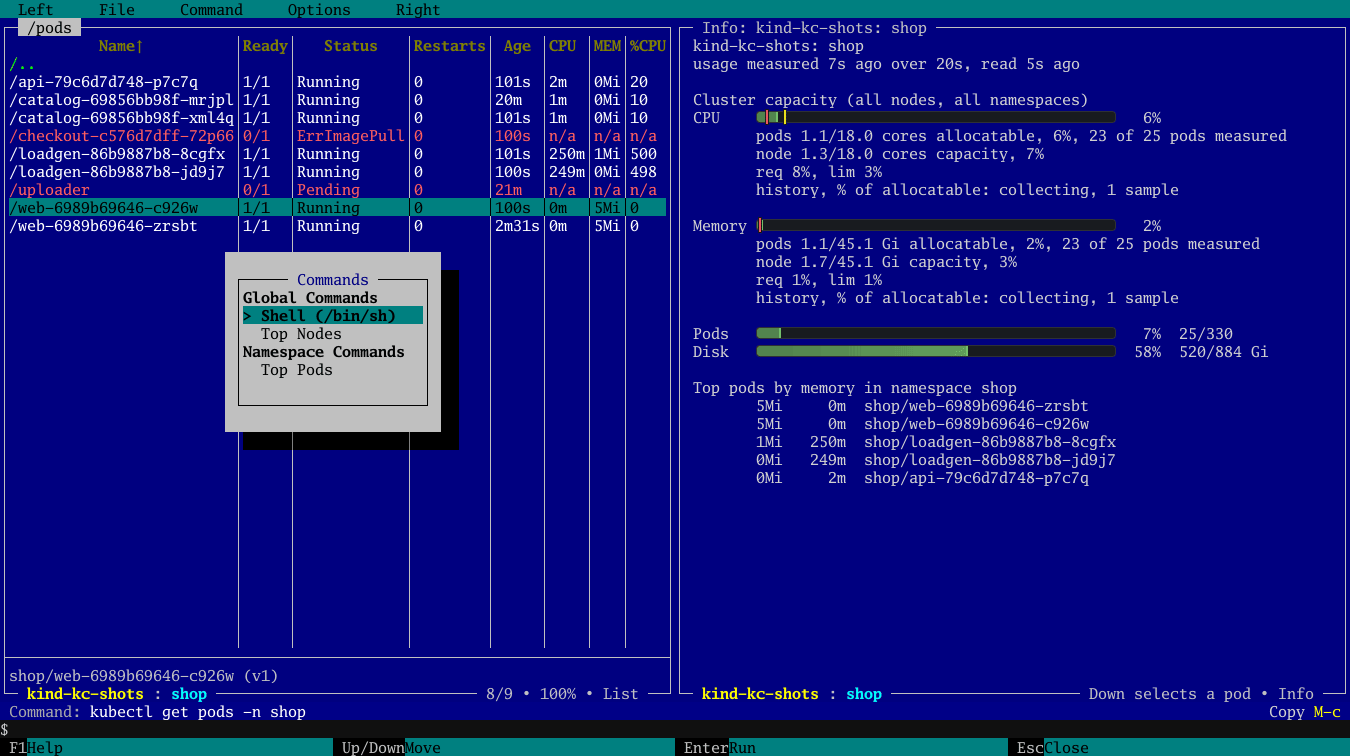 Left File Command Options Right
/pods
Name↑ Ready Status Restarts Age CPU MEM %CPU
/..
/api-79c6d7d748-p7c7q 1/1 Running 0 101s 2m 0Mi 20
/catalog-69856bb98f-mrjpl 1/1 Running 0 20m 1m 0Mi 10
/catalog-69856bb98f-xml4q 1/1 Running 0 101s 1m 0Mi 10
/checkout-c576d7dff-72p66 0/1 ErrImagePull 0 100s n/a n/a n/a
/loadgen-86b9887b8-8cgfx 1/1 Running 0 101s 250m 1Mi 500
/loadgen-86b9887b8-jd9j7 1/1 Running 0 100s 249m 0Mi 498
/uploader 0/1 Pending 0 21m n/a n/a n/a
/web-6989b69646-c926w 1/1 Running 0 100s 0m 5Mi 0
/web-6989b69646-zrsbt 1/1 Running 0 2m31s 0m 5Mi 0
Commands
Global Commands
> Shell (/bin/sh)
Top Nodes
Namespace Commands
Top Pods
shop/web-6989b69646-c926w (v1)
kind-kc-shots : shop 8/9 • 100% • List
Info: kind-kc-shots: shop
kind-kc-shots: shop
usage measured 7s ago over 20s, read 5s ago
Cluster capacity (all nodes, all namespaces)
CPU 6%
pods 1.1/18.0 cores allocatable, 6%, 23 of 25 pods measured
node 1.3/18.0 cores capacity, 7%
req 8%, lim 3%
history, % of allocatable: collecting, 1 sample
Memory 2%
pods 1.1/45.1 Gi allocatable, 2%, 23 of 25 pods measured
node 1.7/45.1 Gi capacity, 3%
req 1%, lim 1%
history, % of allocatable: collecting, 1 sample
Pods 7% 25/330
Disk 58% 520/884 Gi
Top pods by memory in namespace shop
5Mi 0m shop/web-6989b69646-zrsbt
5Mi 0m shop/web-6989b69646-c926w
1Mi 250m shop/loadgen-86b9887b8-8cgfx
0Mi 249m shop/loadgen-86b9887b8-jd9j7
0Mi 2m shop/api-79c6d7d748-p7c7q
kind-kc-shots : shop Down selects a pod • Info
Command: kubectl get pods -n shop Copy M-c
$
F1Help Up/DownMove EnterRun EscClose